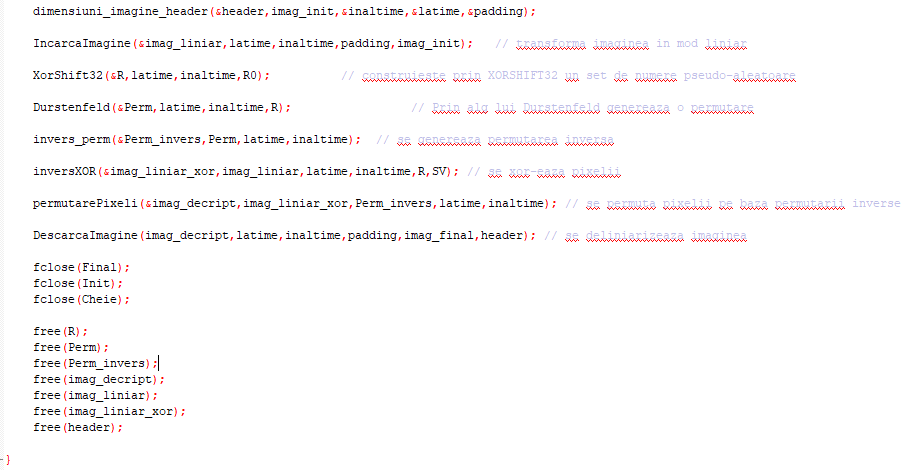 dimensiuni_imagine_header(&header,imag_init,&inaltime,&latime,&padding);
IncarcaImagine(&imag_liniar,latime,inaltime,padding,imag_init);   // transforma imaginea in mod liniar
XorShift32(&R,latime,inaltime,R0);          // construieste prin XORSHIFT32 un set de numere pseudo-aleatoare
Durstenfeld(&Perm,latime,inaltime,R);                  // Prin alg lui Durstenfeld genereaza o permutare
invers_perm(&Perm_invers,Perm,latime,inaltime);  // se genereaza permutarea inversa
inversXOR(&imag_liniar_xor,imag_liniar,latime,inaltime,R,SV); // se xor-eaza pixelii
permutarePixeli(&imag_decript,imag_liniar_xor,Perm_invers,latime,inaltime); // se permuta pixelii pe baza permutarii inverse
DescarcaImagine(imag_decript,latime,inaltime,padding,imag_final,header); // se deliniarizeaza imaginea
fclose(Final);
fclose(Init);
fclose(Cheie);
free(R);
free(Perm);
free(Perm_invers);
free(imag_decript);
free(imag_liniar);
free(imag_liniar_xor);
free(header);
}